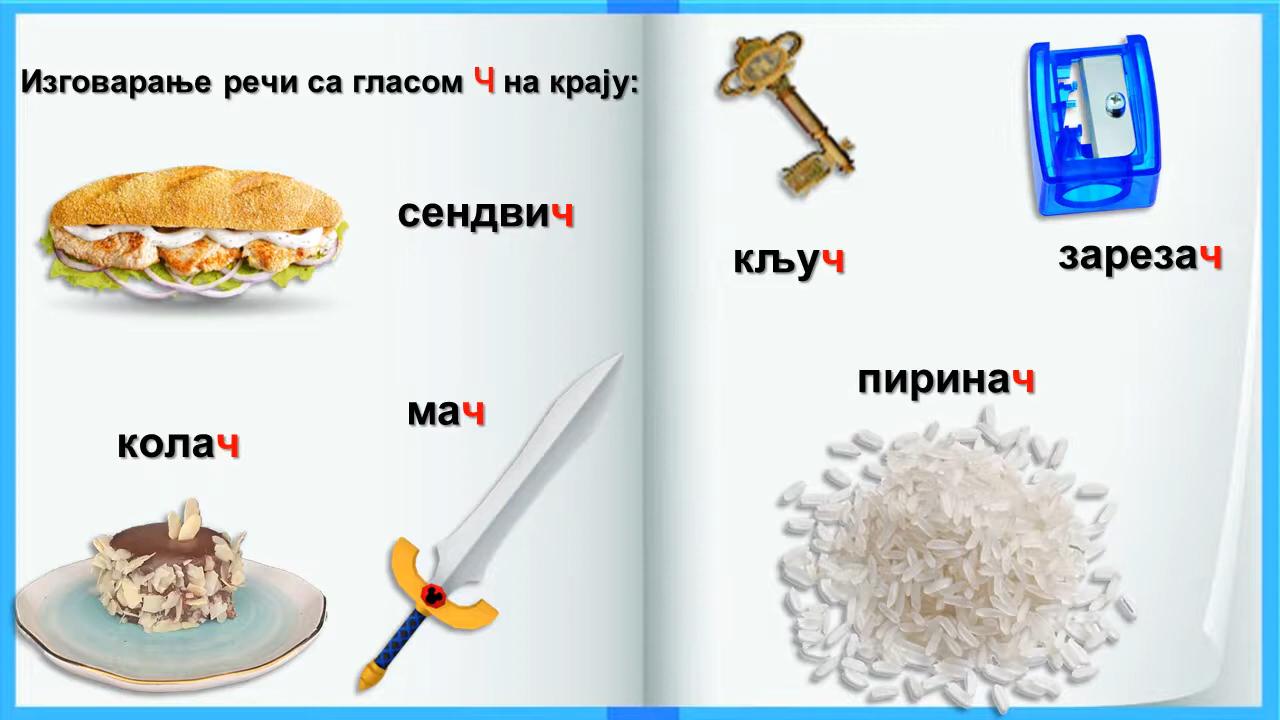 Изговарање речи са гласом Ч на крају:
сендвич
мач
колач
кључ
зарезач
пиринач